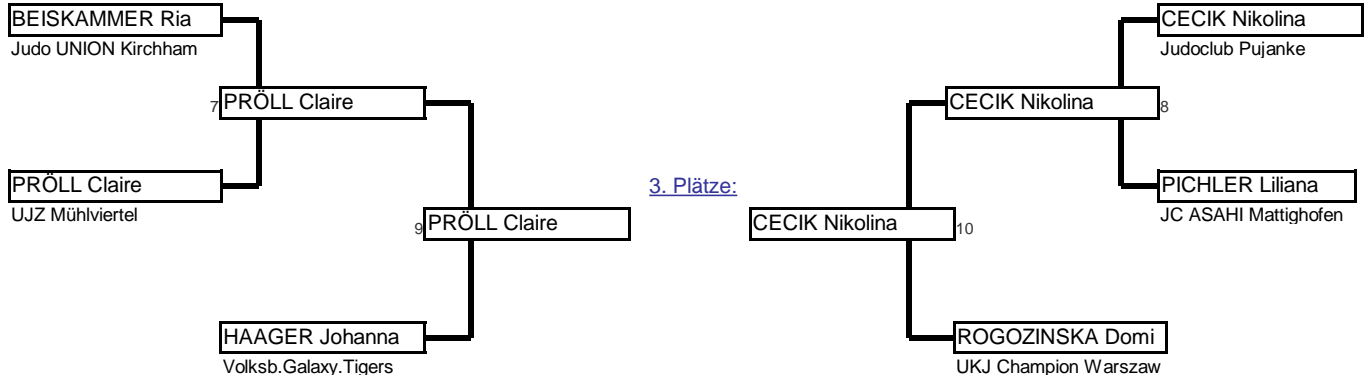 BEISKAMMER Ria
Judo UNION Kirchham
7 PRÖLL Claire
PRÖLL Claire
UJZ Mühlviertel
9 PRÖLL Claire
HAAGER Johanna
Volksb.Galaxy.Tigers
3. Plätze:
CECIK Nikolina
Judoclub Pujanke
CECIK Nikolina 8
PICHLER Liliana
JC ASAHI Mattighofen
CECIK Nikolina 10
ROGOZINSKA Domi
UKJ Champion Warszaw